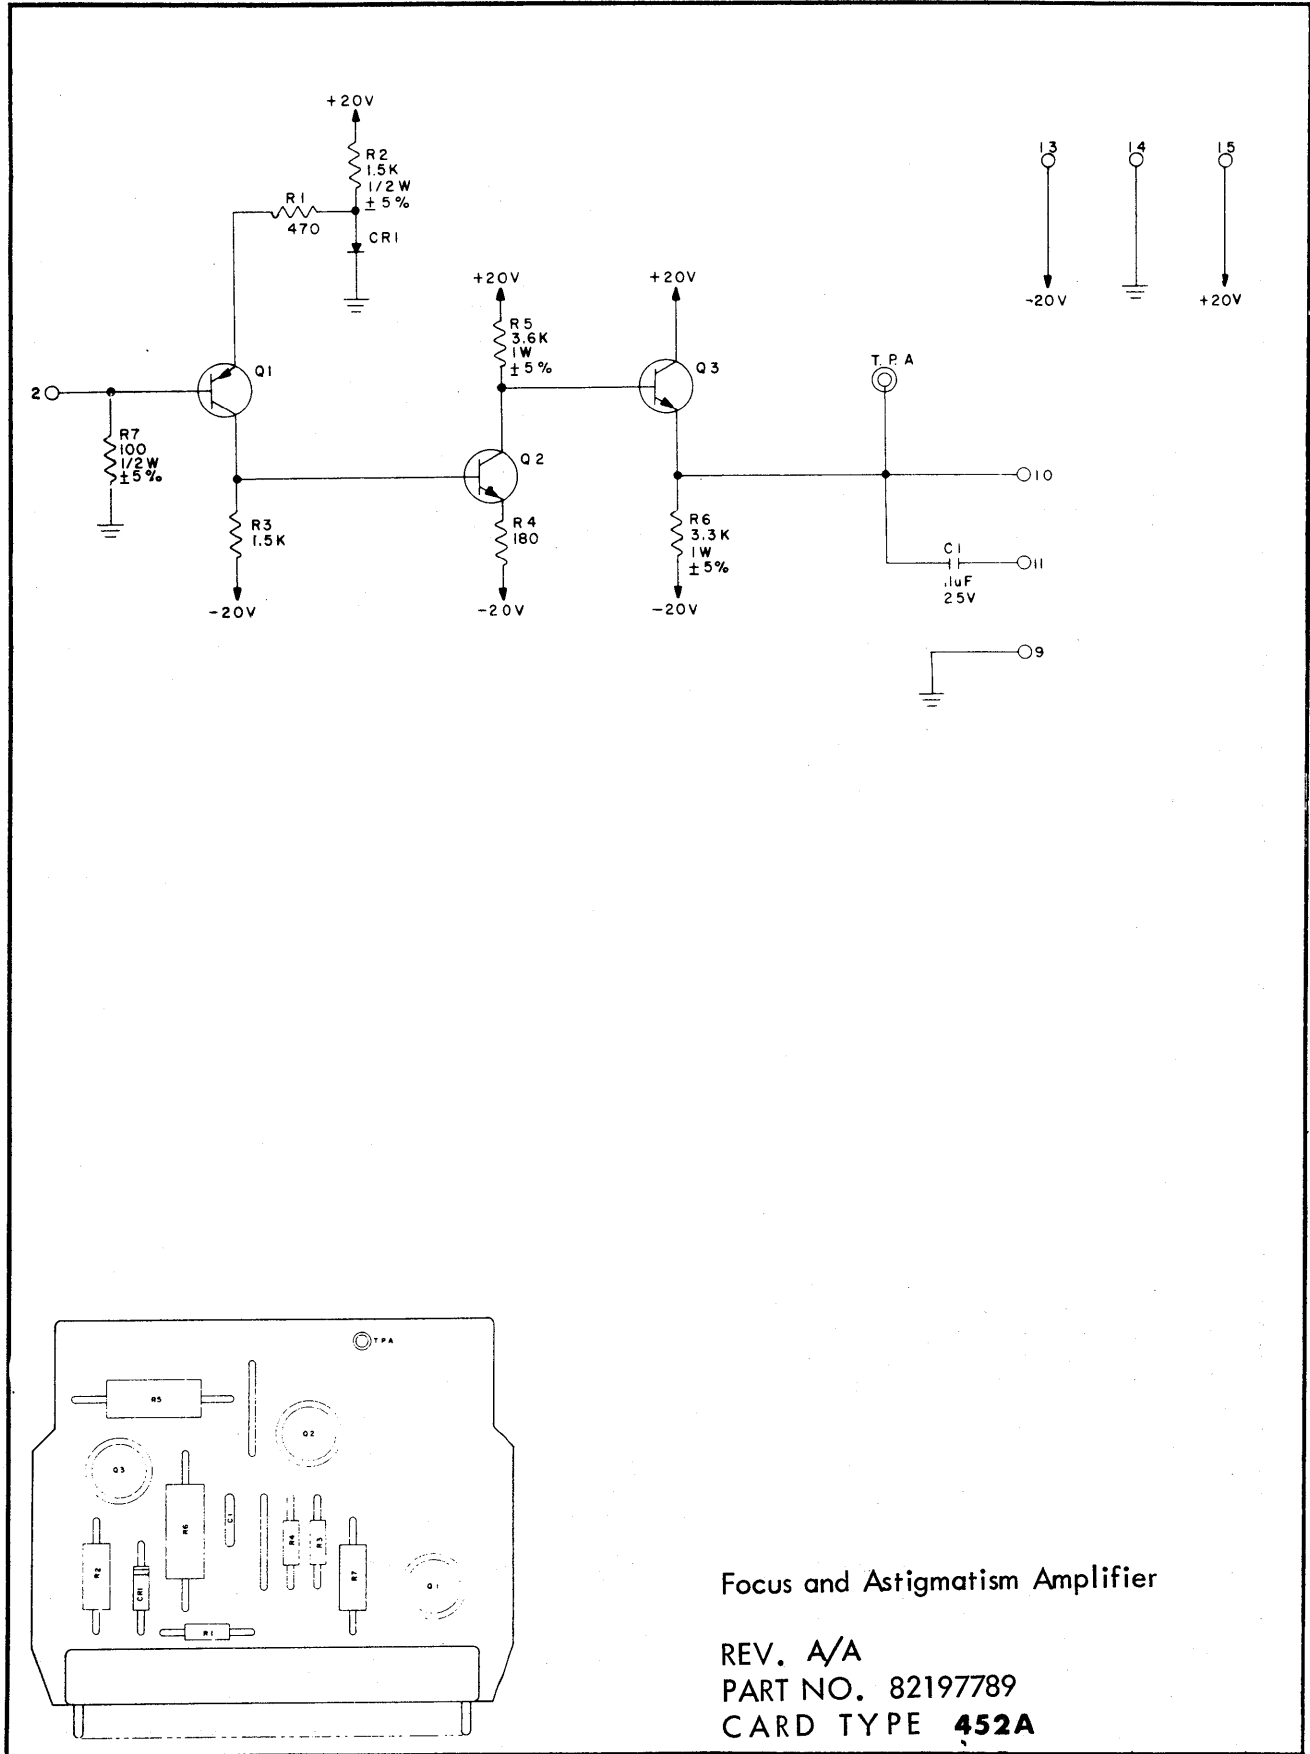 +20V
R2
1.5K
1/2W
±5%
R1
470
CR1
13
14
15
-20V
+20V
+20V
+20V
R5
3.6K
1W
±5%
Q1
Q3
T.P. A
2
R7
100
1/2W
±5%
Q2
10
R3
1.5K
R4
180
R6
3.3K
1W
±5%
C1
.1uF
25V
11
-20V
-20V
-20V
9
TPA
R5
Q2
Q3
R6
C1
R4
R3
R2
CR1
R7
Q1
R1
Focus and Astigmatism Amplifier
REV. A/A
PART NO. 82197789
CARD TYPE 452A